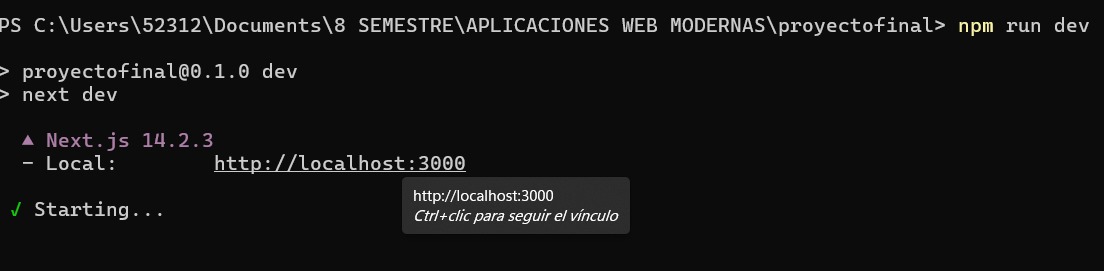 PS C:\Users\52312\Documents\8 SEMESTRE\APLICACIONES WEB MODERNAS\proyectofinal> npm run dev
> proyectofinal@0.1.0 dev
> next dev
▲ Next.js 14.2.3
- Local: http://localhost:3000
http://localhost:3000
Ctrl+clic para seguir el vínculo
✓ Starting...